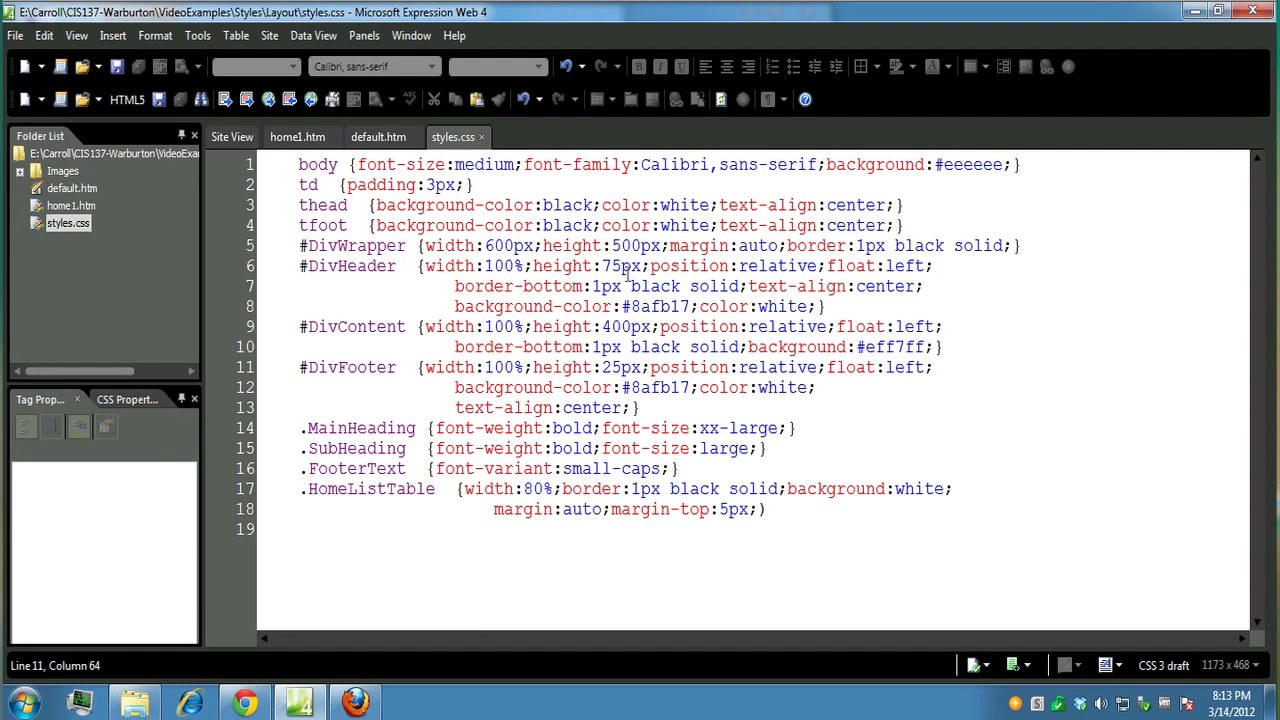 E:\Carroll\CIS137-Warburton\VideoExamples\Styles\Layout\styles.css - Microsoft Expression Web 4
File Edit View Insert Format Tools Table Site Data View Panels Window Help
Calibri, sans-serif
HTML5
Folder List
E:\Carroll\CIS137-Warburton\VideoExan
Images
default.htm
home1.htm
styles.css
Tag Prop... CSS Propert...
Site View home1.htm default.htm styles.css
1 body {font-size:medium;font-family:Calibri,sans-serif;background:#eeeeee;}
2 td {padding:3px;}
3 thead {background-color:black;color:white;text-align:center;}
4 tfoot {background-color:black;color:white;text-align:center;}
5 #DivWrapper {width:600px;height:500px;margin:auto;border:1px black solid;}
6 #DivHeader {width:100%;height:75px;position:relative;float:left;
7 border-bottom:1px black solid;text-align:center;
8 background-color:#8afb17;color:white;}
9 #DivContent {width:100%;height:400px;position:relative;float:left;
10 border-bottom:1px black solid;background:#eff7ff;}
11 #DivFooter {width:100%;height:25px;position:relative;float:left;
12 background-color:#8afb17;color:white;
13 text-align:center;}
14 .MainHeading {font-weight:bold;font-size:xx-large;}
15 .SubHeading {font-weight:bold;font-size:large;}
16 .FooterText {font-variant:small-caps;}
17 .HomeListTable {width:80%;border:1px black solid;background:white;
18 margin:auto;margin-top:5px;)
19
Line 11, Column 64
CSS 3 draft 1173 x 468
8:13 PM
3/14/2012